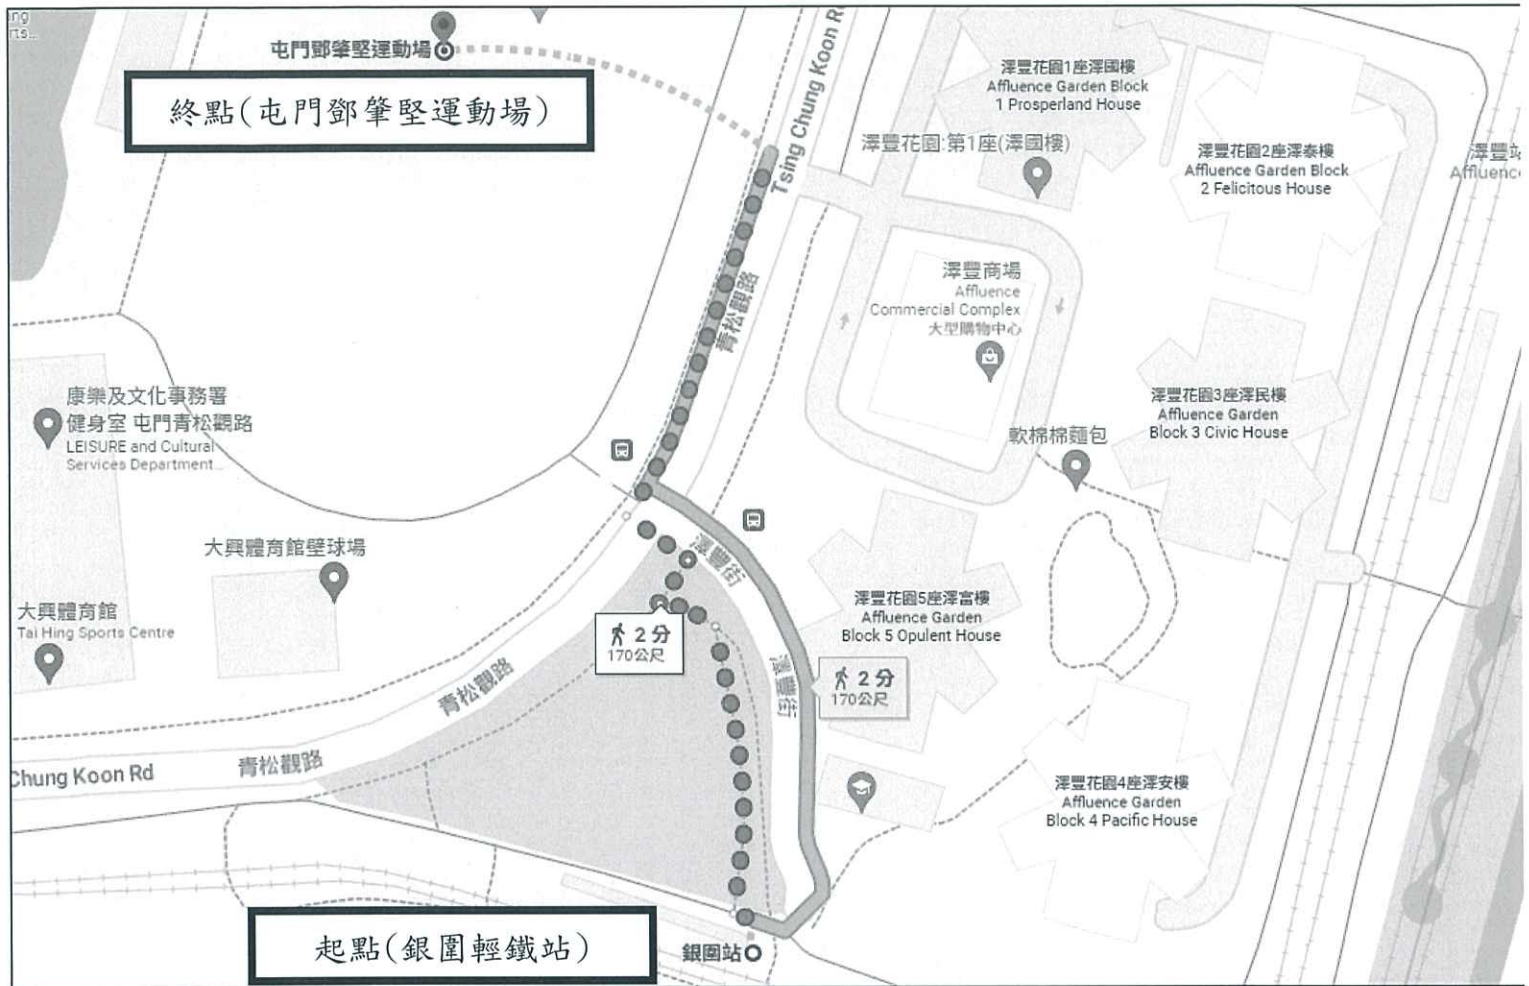 屯門鄧肇堅運動場
終點(屯門鄧肇堅運動場)
Tsing Chung Koon R
澤豐花園1座澤國樓
Affluence Garden Block
1 Prosperland House
澤豐花園:第1座(澤國樓)
澤豐花園2座澤泰樓
Affluence Garden Block
2 Felicitous House
澤豐
Affluenc
青松觀路
澤豐商場
Affluence
Commercial Complex
大型購物中心
康樂及文化事務署
健身室 屯門青松觀路
LEISURE and Cultural
Services Department...
澤豐花園3座澤民樓
Affluence Garden
Block 3 Civic House
軟棉棉麵包
大興體育館壁球場
澤豐街
大興體育館
Tai Hing Sports Centre
澤豐花園5座澤富樓
Affluence Garden
Block 5 Opulent House
2 分
170公尺
澤豐街
2 分
170公尺
青松觀路
Chung Koon Rd
青松觀路
澤豐花園4座澤安樓
Affluence Garden
Block 4 Pacific House
起點(銀圍輕鐵站)
銀圍站